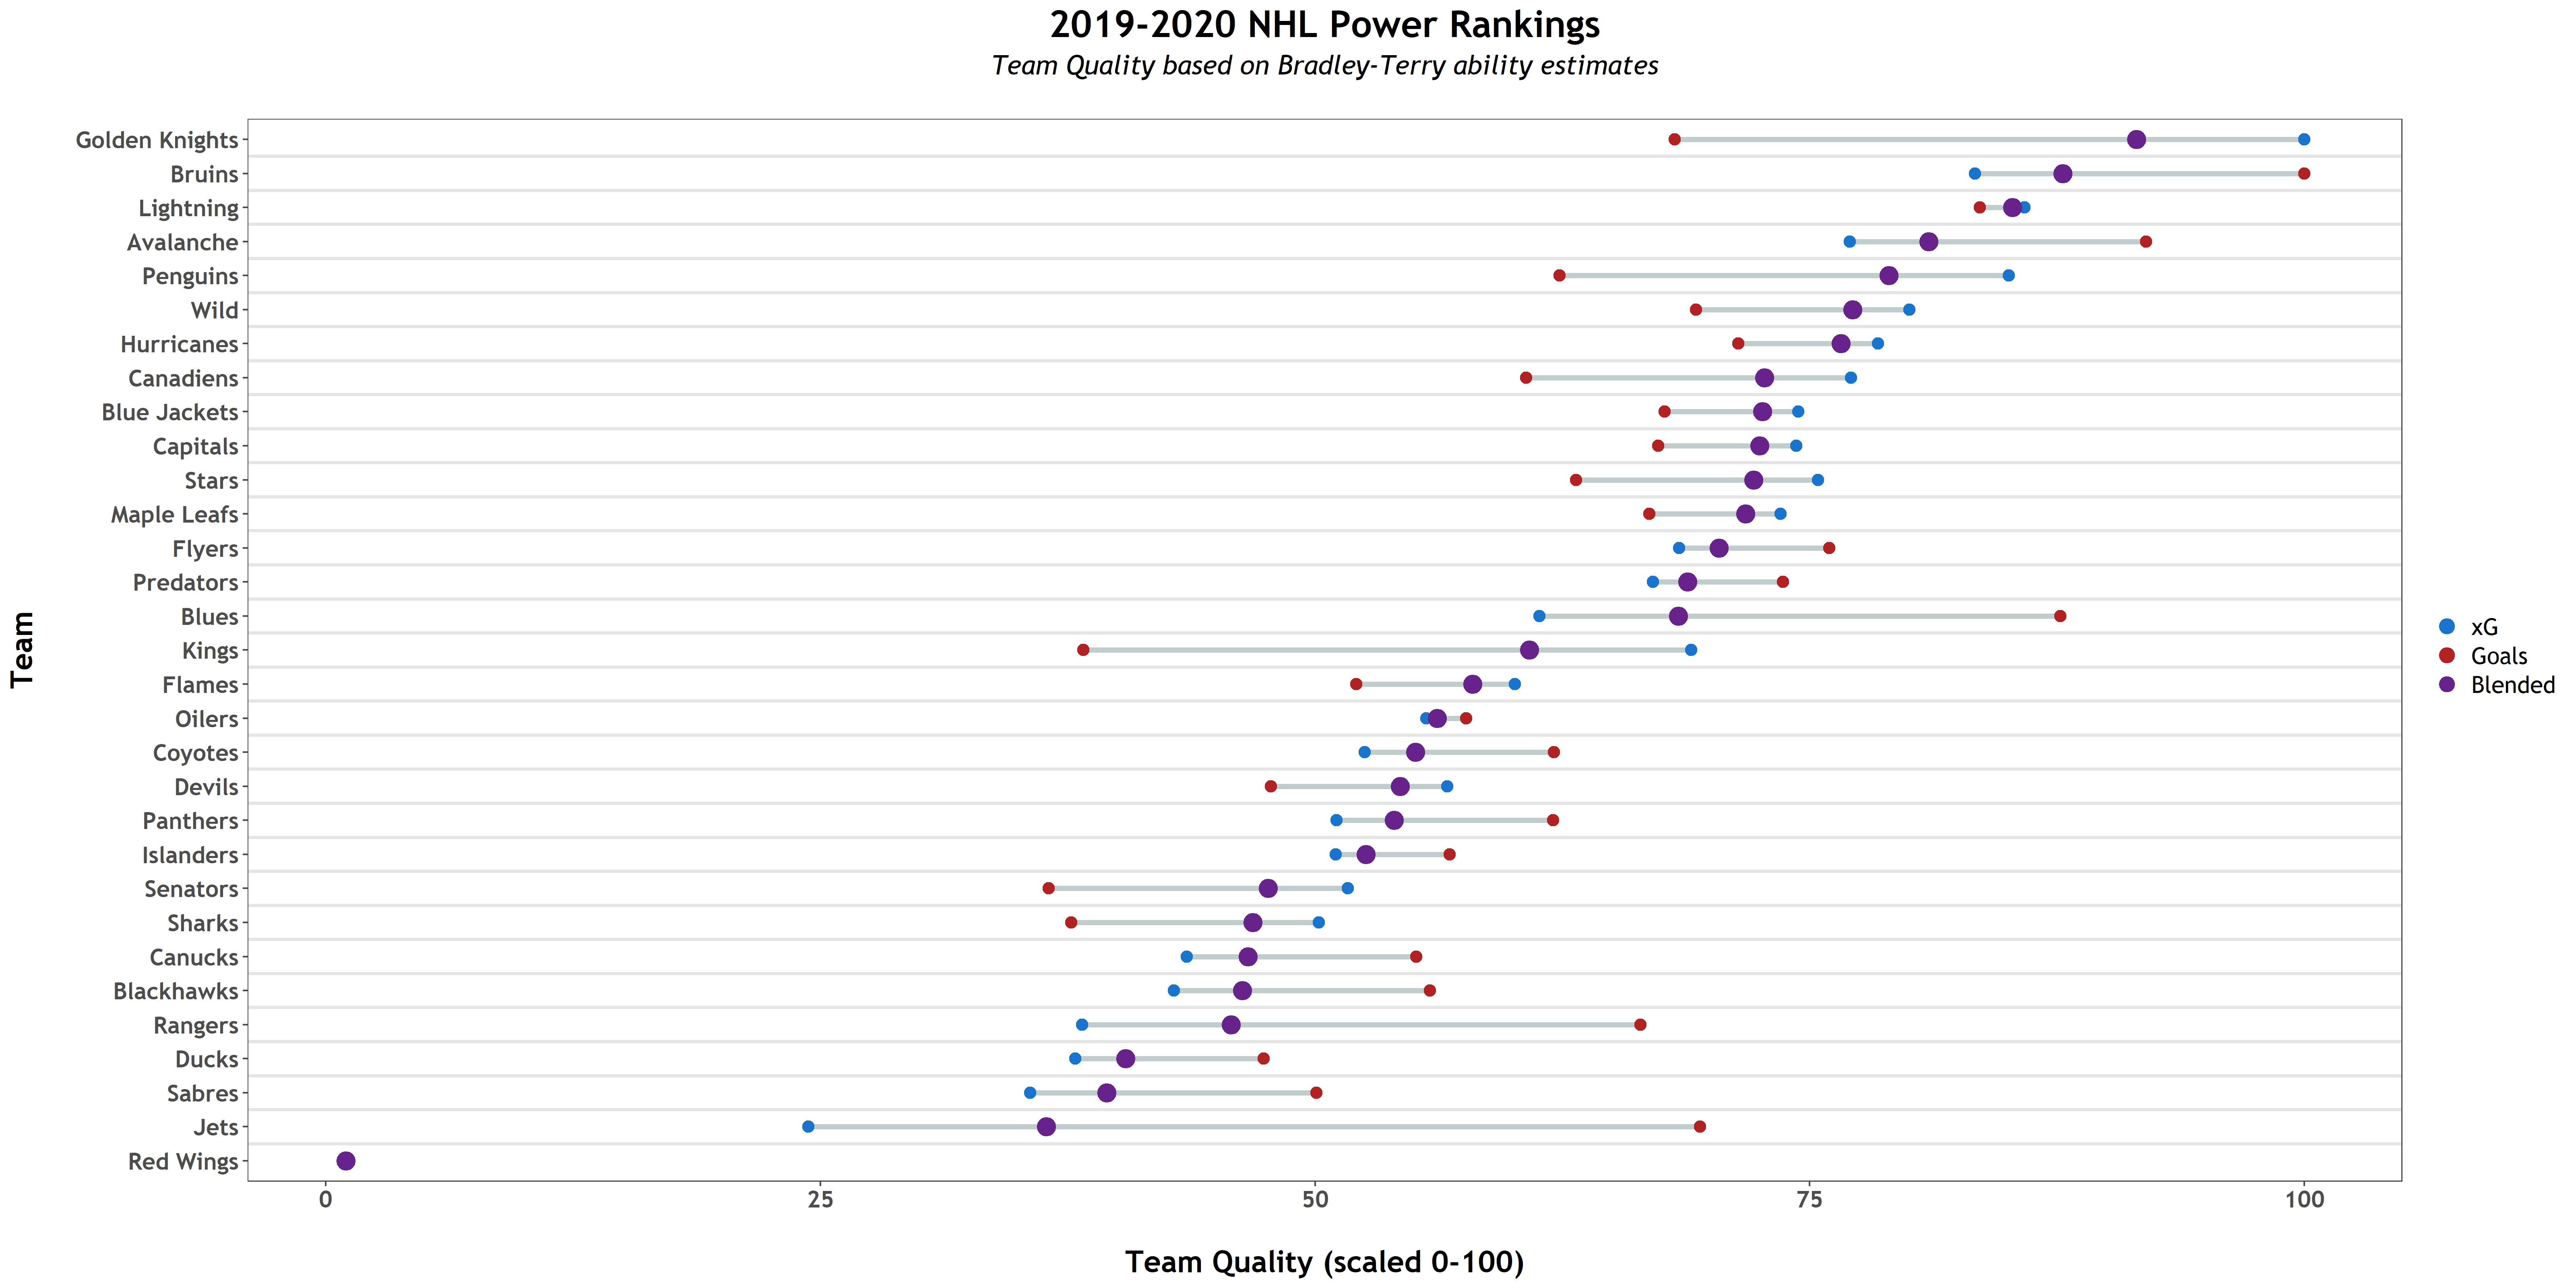 2019-2020 NHL Power Rankings
Team Quality based on Bradley-Terry ability estimates
Team
Golden Knights
Bruins
Lightning
Avalanche
Penguins
Wild
Hurricanes
Canadiens
Blue Jackets
Capitals
Stars
Maple Leafs
Flyers
Predators
Blues
Kings
Flames
Oilers
Coyotes
Devils
Panthers
Islanders
Senators
Sharks
Canucks
Blackhawks
Rangers
Ducks
Sabres
Jets
Red Wings
0 25 50 75 100
Team Quality (scaled 0-100)
xG
Goals
Blended